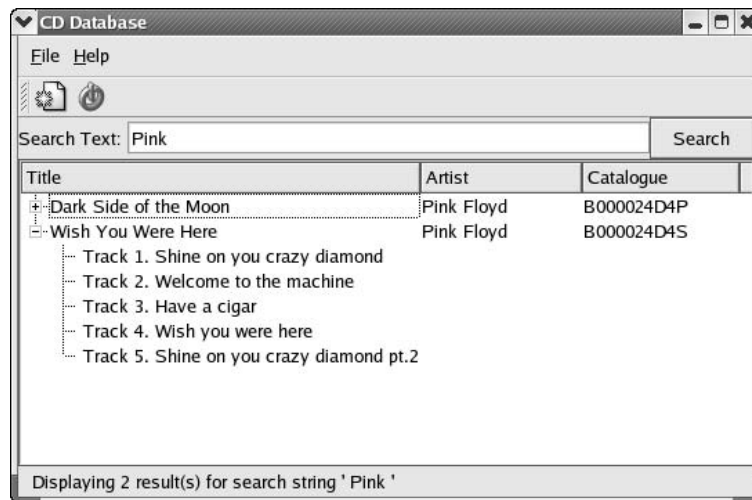 CD Database
File Help
Search Text: Pink Search
Title Artist Catalogue
Dark Side of the Moon Pink Floyd B000024D4P
Wish You Were Here Pink Floyd B000024D4S
Track 1. Shine on you crazy diamond
Track 2. Welcome to the machine
Track 3. Have a cigar
Track 4. Wish you were here
Track 5. Shine on you crazy diamond pt.2
Displaying 2 result(s) for search string ' Pink '